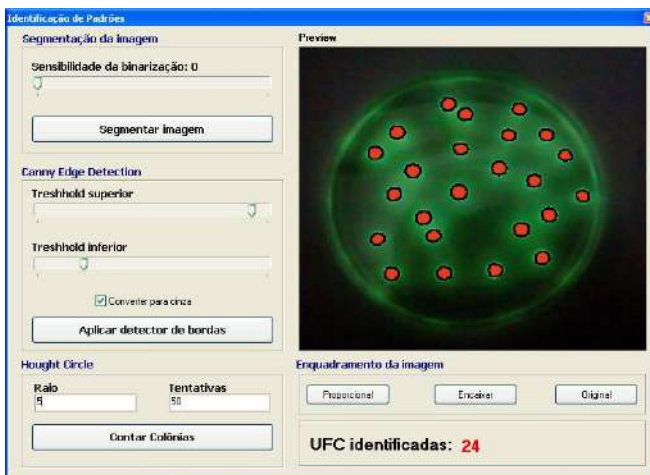 Identificação de Padrões
Segmentação da imagem
Sensibilidade da binarização: 0
Segmentar imagem
Canny Edge Detection
Treshhold superior
Treshhold inferior
Converter para cinza
Aplicar detector de bordas
Hought Circle
Raio
Tentativas
5
50
Contar Colônias
Preview
Enquadramento da imagem
Proporcional
Encaixar
Original
UFC identificadas: 24